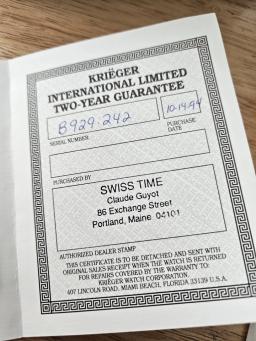 KRIËGER
INTERNATIONAL LIMITED
TWO-YEAR GUARANTEE
B929.242
10-14-94
SERIAL NUMBER
PURCHASE
DATE
PURCHASED BY
SWISS TIME
Claude Guyot
86 Exchange Street
Portland, Maine 04101
AUTHORIZED DEALER STAMP
THIS CERTIFICATE IS TO BE DETACHED AND SENT WITH
ORIGINAL SALES RECEIPT WHEN THE WATCH IS RETURNED
FOR REPAIRS COVERED BY THE WARRANTY TO:
KRIËGER WATCH CORPORATION.
407 LINCOLN ROAD, MIAMI BEACH, FLORIDA 33139 U.S.A.